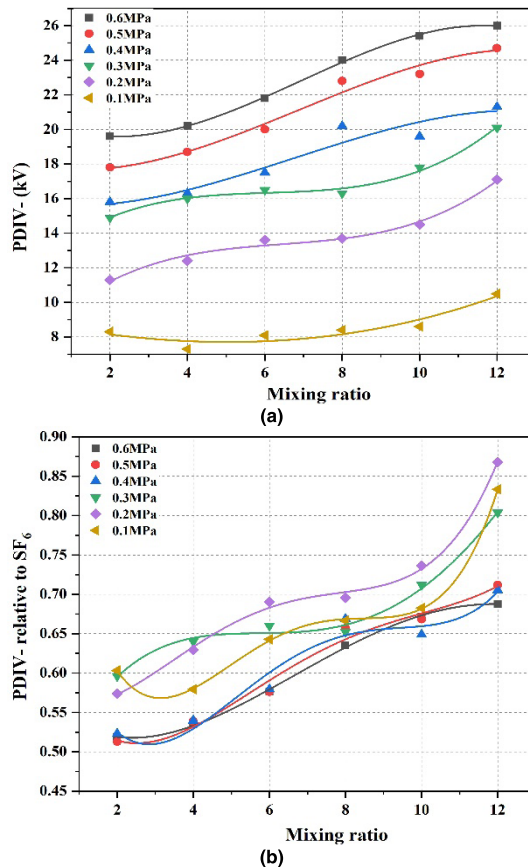 26
24
22
20
18
16
14
12
10
8
PDIV- (kV)
0.6MPa
0.5MPa
0.4MPa
0.3MPa
0.2MPa
0.1MPa
2 4 6 8 10 12
Mixing ratio
(a)
0.90
0.85
0.80
0.75
0.70
0.65
0.60
0.55
0.50
0.45
PDIV- relative to SF6
0.6MPa
0.5MPa
0.4MPa
0.3MPa
0.2MPa
0.1MPa
2 4 6 8 10 12
Mixing ratio
(b)